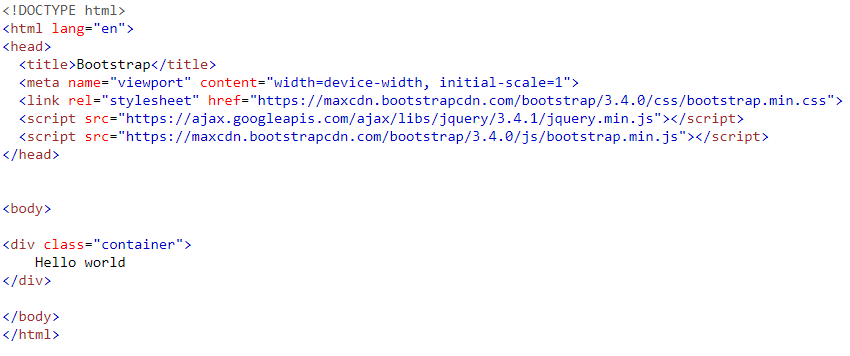 <!DOCTYPE html>
<html lang="en">
<head>
  <title>Bootstrap</title>
  <meta name="viewport" content="width=device-width, initial-scale=1">
  <link rel="stylesheet" href="https://maxcdn.bootstrapcdn.com/bootstrap/3.4.0/css/bootstrap.min.css">
  <script src="https://ajax.googleapis.com/ajax/libs/jquery/3.4.1/jquery.min.js"></script>
  <script src="https://maxcdn.bootstrapcdn.com/bootstrap/3.4.0/js/bootstrap.min.js"></script>
</head>
<body>
<div class="container">
    Hello world
</div>
</body>
</html>